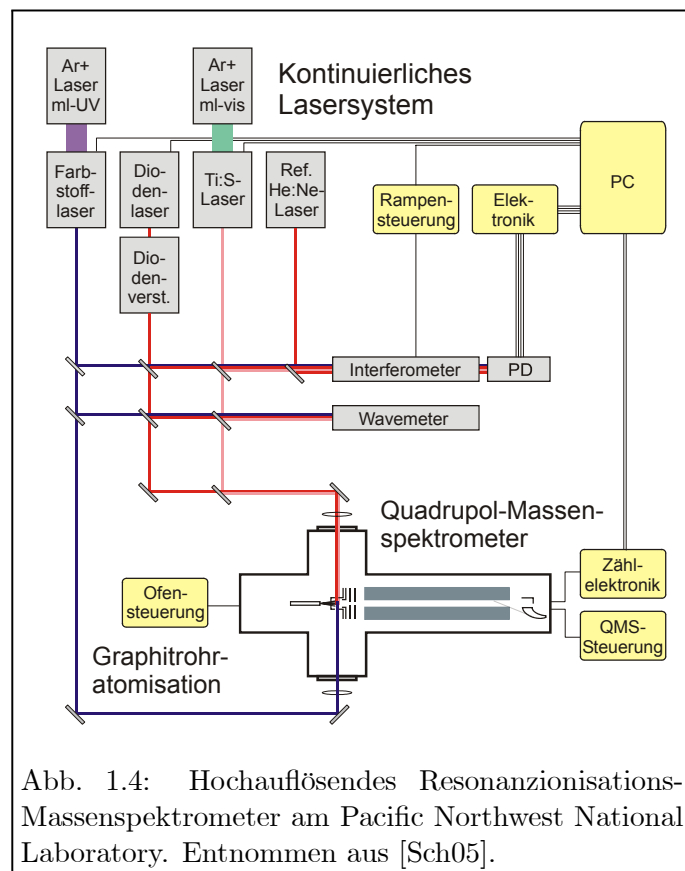 Ar+
Laser
ml-UV
Ar+
Laser
ml-vis
Kontinuierliches
Lasersystem
Farb-
stoff-
laser
Dio-
den-
laser
Ti:S-
Laser
Ref.
He:Ne-
Laser
Rampen-
steuerung
Elek-
tronik
PC
Dio-
den-
verst.
Interferometer
PD
Wavemeter
Quadrupol-Massen-
spektrometer
Ofen-
steuerung
Zähl-
elektronik
QMS-
Steuerung
Graphitrohr-
atomisation
Abb. 1.4: Hochauflösendes Resonanzionisations-
Massenspektrometer am Pacific Northwest National
Laboratory. Entnommen aus [Sch05].